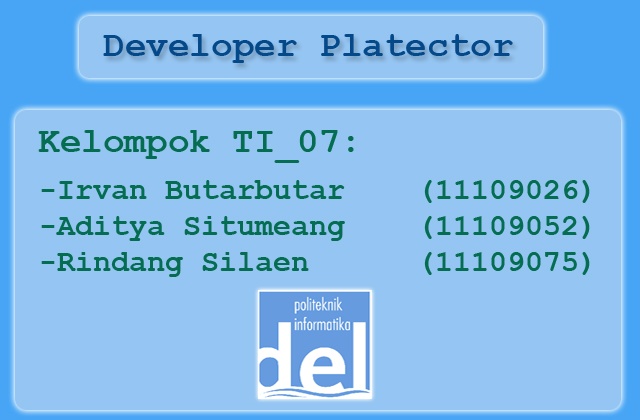 Developer Platector
Kelompok TI_07:
-Irvan Butarbutar (11109026)
-Aditya Situmeang (11109052)
-Rindang Silaen (11109075)
politeknik
informatika
del